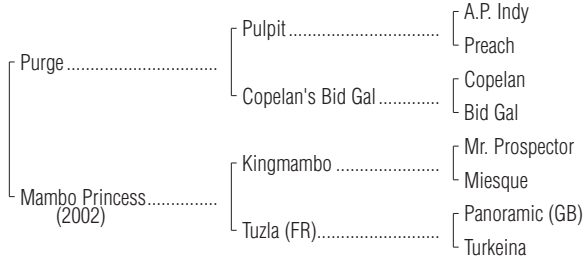 A.P. Indy
Pulpit
Preach
Purge
Copelan
Copelan's Bid Gal
Bid Gal
Mr. Prospector
Kingmambo
Miesque
Mambo Princess
(2002)
Panoramic (GB)
Tuzla (FR)
Turkeina